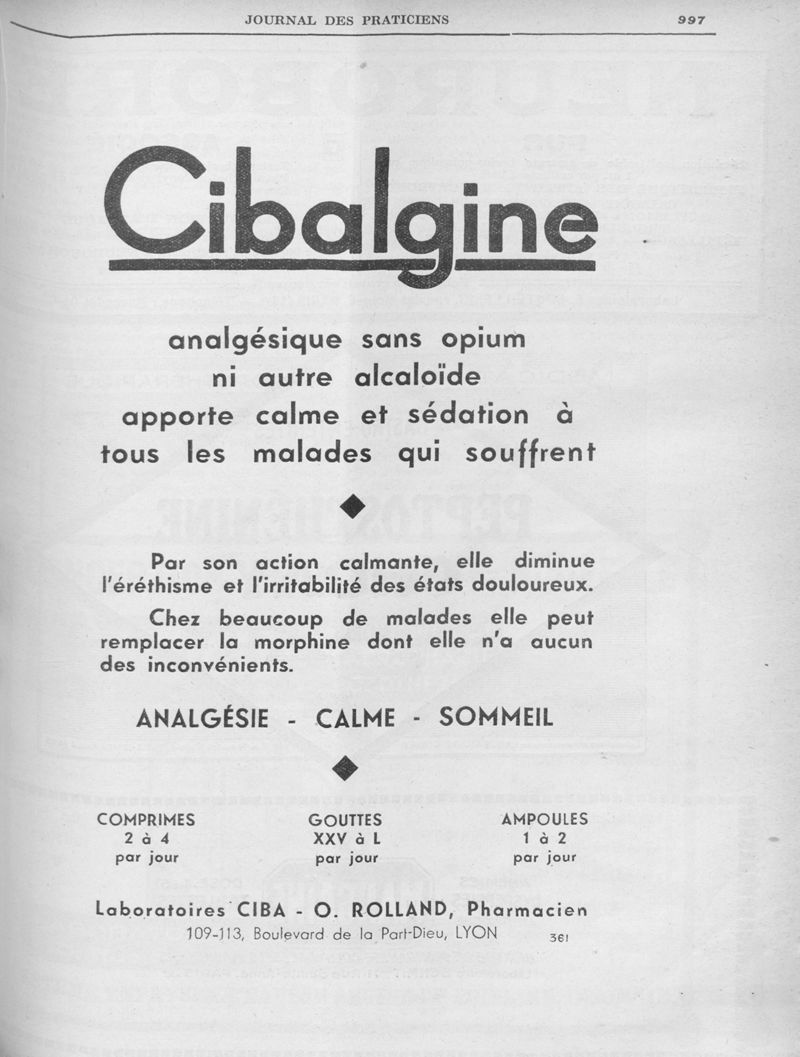 JOURNAL DES PRATICIENS 997
Cibalgine
analgésique sans opium
ni autre alcaloïde
apporte calme et sédation à
tous les malades qui souffrent
Par son action calmante, elle diminue
l'éréthisme et l'irritabilité des états douloureux.
Chez beaucoup de malades elle peut
remplacer la morphine dont elle n'a aucun
des inconvénients.
ANALGÉSIE - CALME - SOMMEIL
COMPRIMES GOUTTES AMPOULES
2 à 4 XXV à L 1 à 2
par jour par jour par jour
Laboratoires CIBA - O. ROLLAND, Pharmacien
109-113, Boulevard de la Part-Dieu, LYON 361